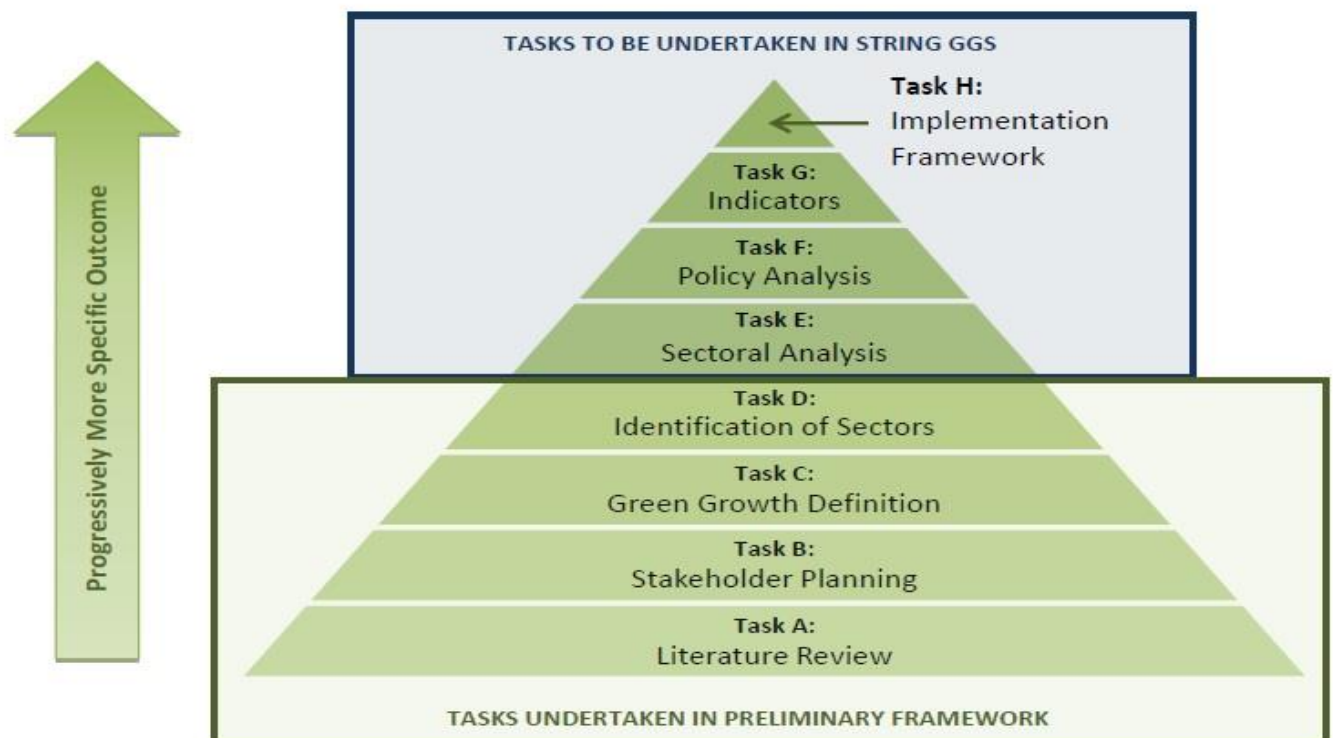 TASKS TO BE UNDERTAKEN IN STRING GGS
Task H:
Implementation
Framework
Task G:
Indicators
Task F:
Policy Analysis
Task E:
Sectoral Analysis
Task D:
Identification of Sectors
Task C:
Green Growth Definition
Task B:
Stakeholder Planning
Task A:
Literature Review
TASKS UNDERTAKEN IN PRELIMINARY FRAMEWORK
Progressively More Specific Outcome